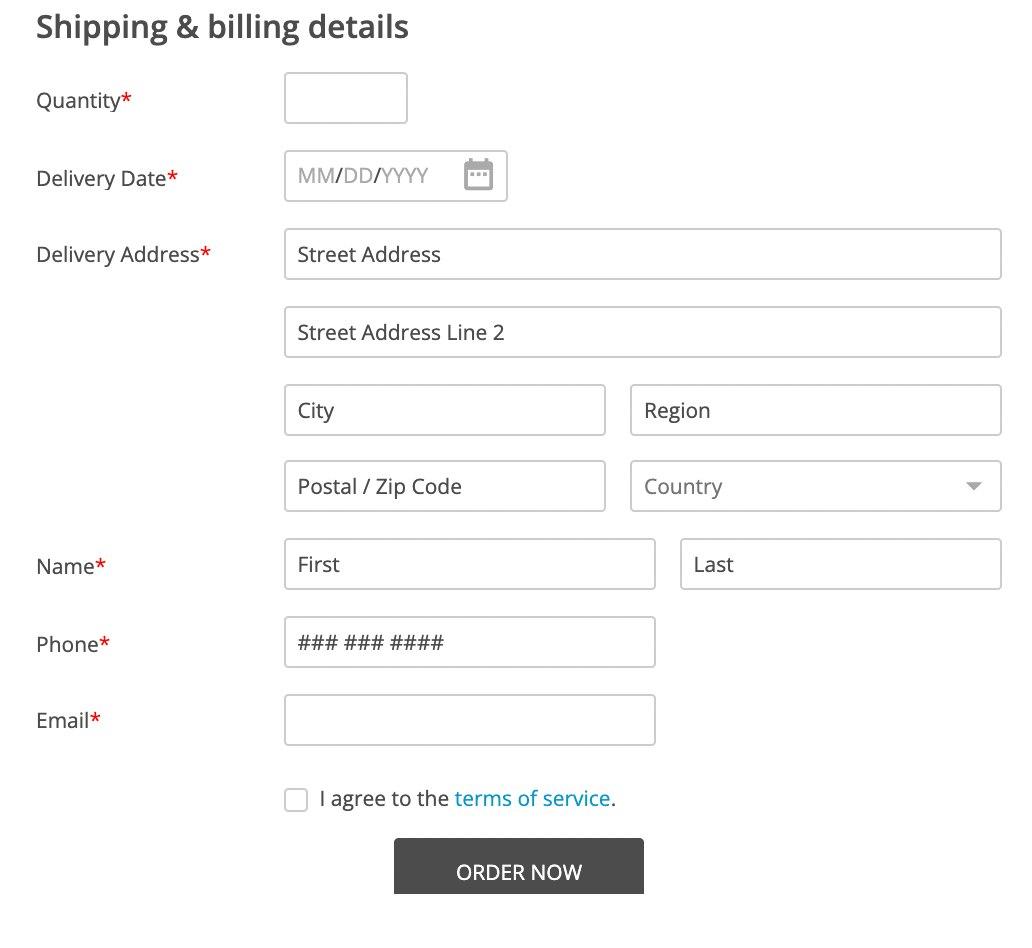 Shipping & billing details
Quantity*
Delivery Date* MM/DD/YYYY
Delivery Address* Street Address
Street Address Line 2
City Region
Postal / Zip Code Country
Name* First Last
Phone* ### ### ####
Email*
I agree to the terms of service.
ORDER NOW